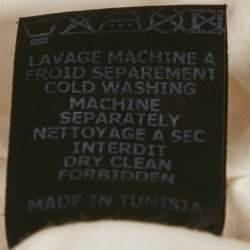 LAVAGE MACHINE A
FROID SEPAREMENT
COLD WASHING
MACHINE
SEPARATELY
NETTOYAGE A SEC
INTERDIT
DRY CLEAN
FORBIDDEN
MADE IN TUNISIA